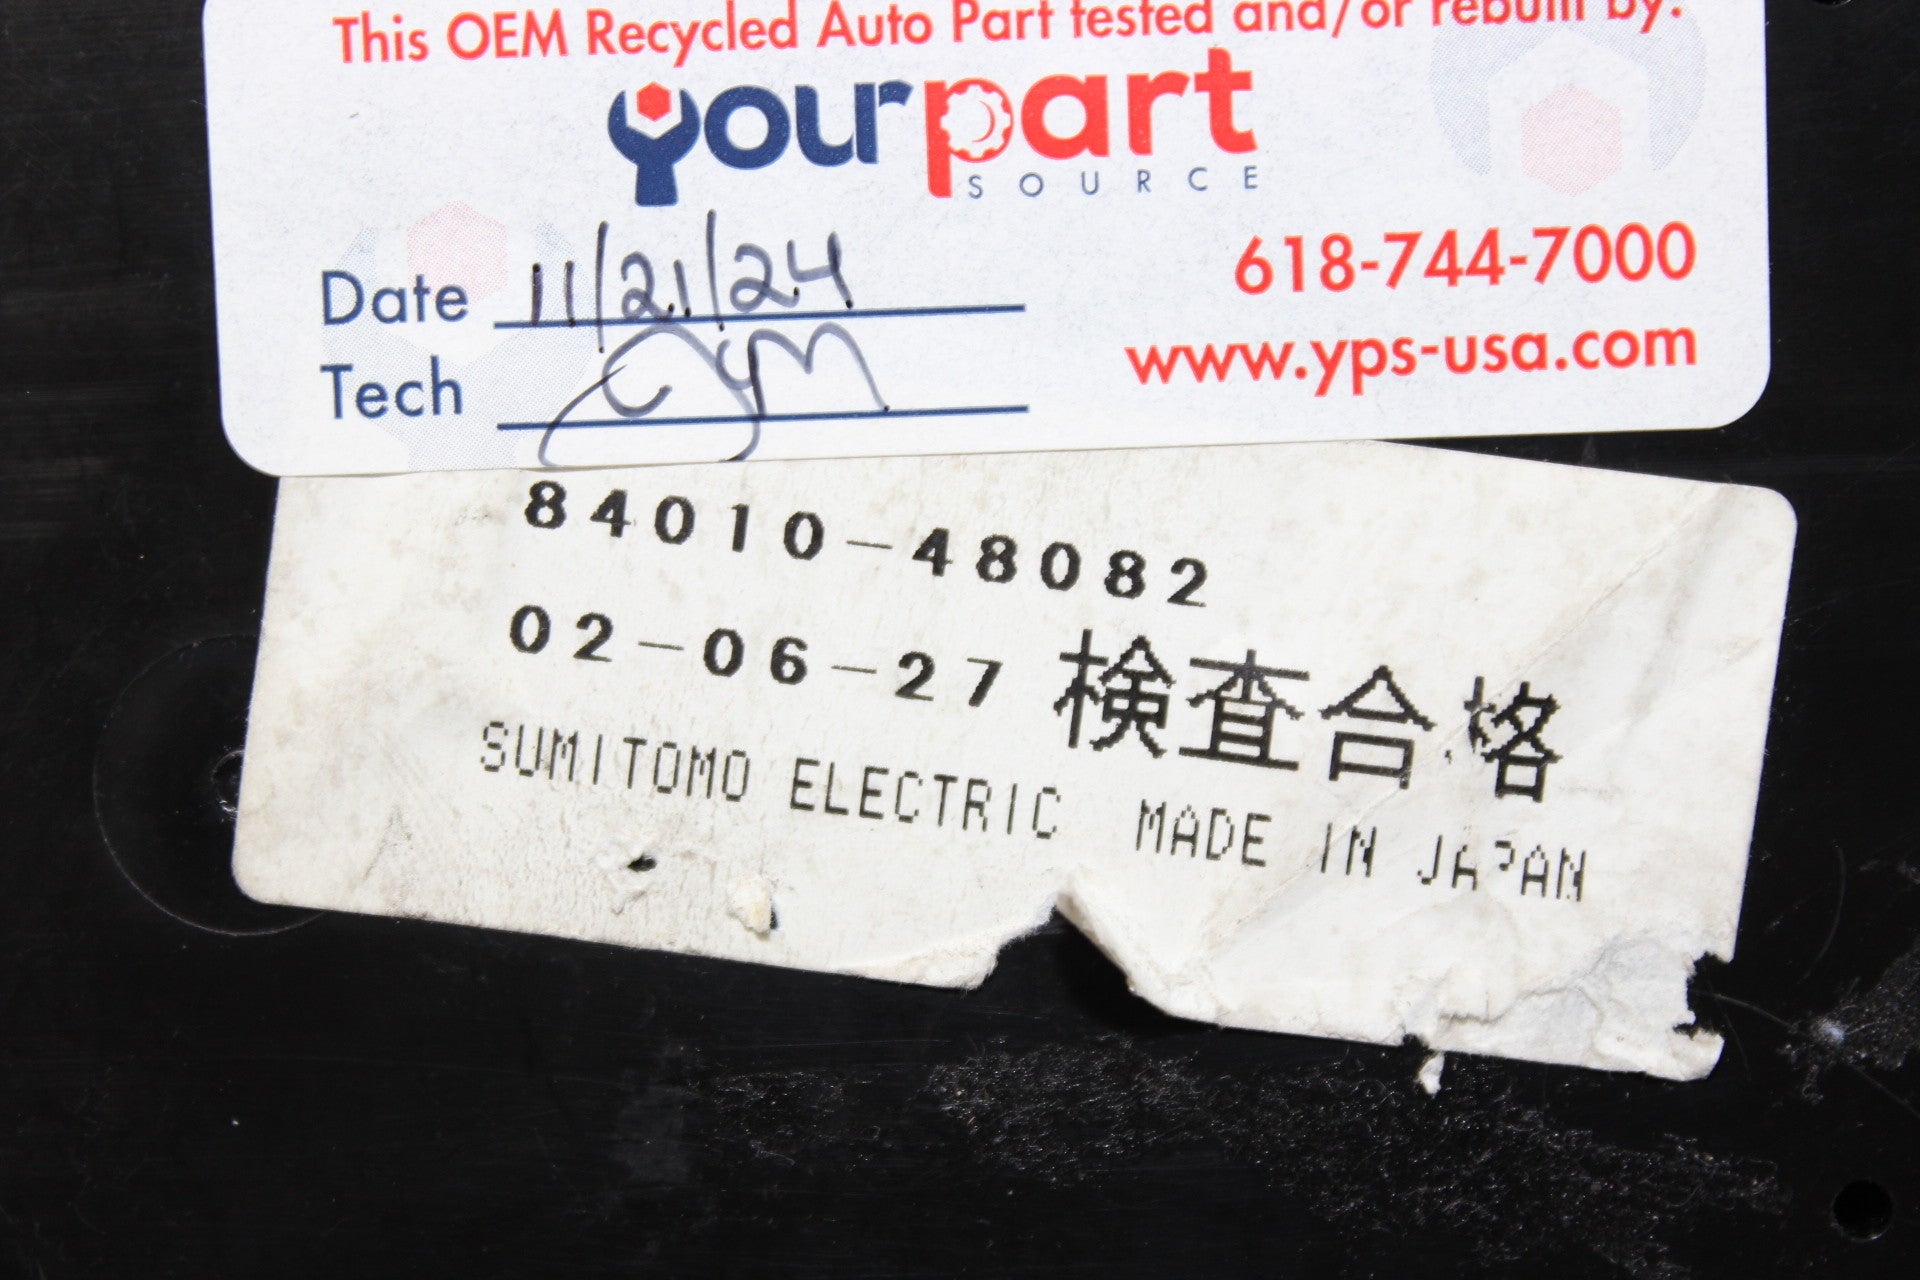 This OEM Recycled Auto Part tested and/or rebuilt by:
yourpart
SOURCE
Date 11/21/24
618-744-7000
Tech
www.yps-usa.com
84010-48082
02-06-27 検査合格
SUMITOMO ELECTRIC MADE IN JAPAN